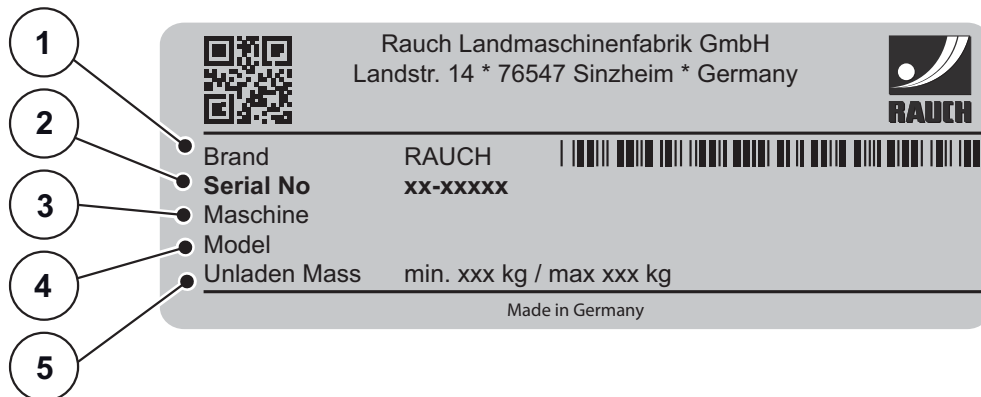 1
2
3
4
5
Rauch Landmaschinenfabrik GmbH
Landstr. 14 * 76547 Sinzheim * Germany
RAUCH
Brand RAUCH
Serial No xx-xxxxx
Maschine
Model
Unladen Mass min. xxx kg / max xxx kg
Made in Germany